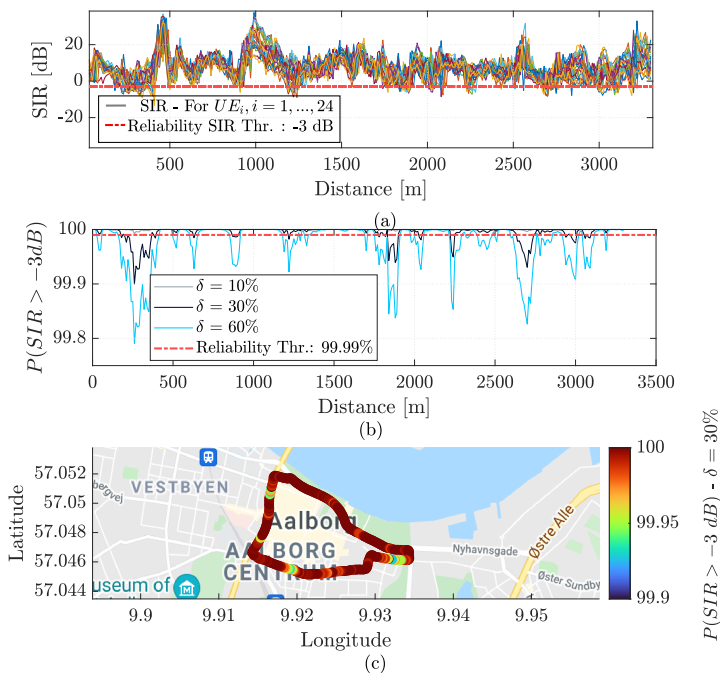 20
0
-20
SIR [dB]
SIR - For UE_i, i = 1, ..., 24
Reliability SIR Thr. : -3 dB
500
1000
1500
2000
2500
3000
Distance [m]
(a)
100
99.9
99.8
P(SIR > −3dB)
δ = 10%
δ = 30%
δ = 60%
Reliability Thr.: 99.99%
0
500
1000
1500
2000
2500
3000
3500
Distance [m]
(b)
57.052
57.05
57.048
57.046
57.044
Latitude
VESTBYEN
Aalborg
AALBORG
CENTRUM
Nyhavnsgade
Østre Alle
Øster Sundby
useum of
9.9
9.91
9.92
9.93
9.94
9.95
Longitude
100
99.95
99.9
P(SIR > −3 dB) - δ = 30%
(c)